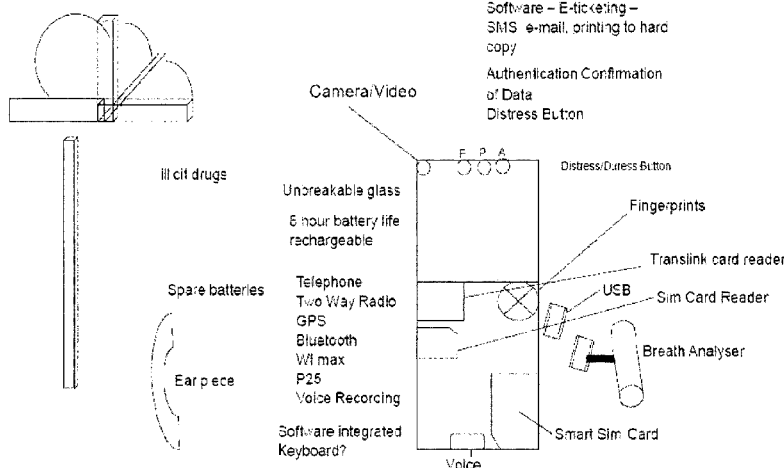 Software – E-ticketing –
SMS e-mail, printing to hard
copy
Authentication Confirmation
of Data
Distress Button
Camera/Video
F P A
Distress/Duress Button
Illicit drugs
Unbreakable glass
Fingerprints
8 hour battery life
rechargeable
Translink card reader
Spare batteries
Telephone
Two Way Radio
GPS
Bluetooth
Wi max
P25
Voice Recording
USB
Sim Card Reader
Breath Analyser
Ear piece
Software integrated
Keyboard?
Smart Sim Card
Voice